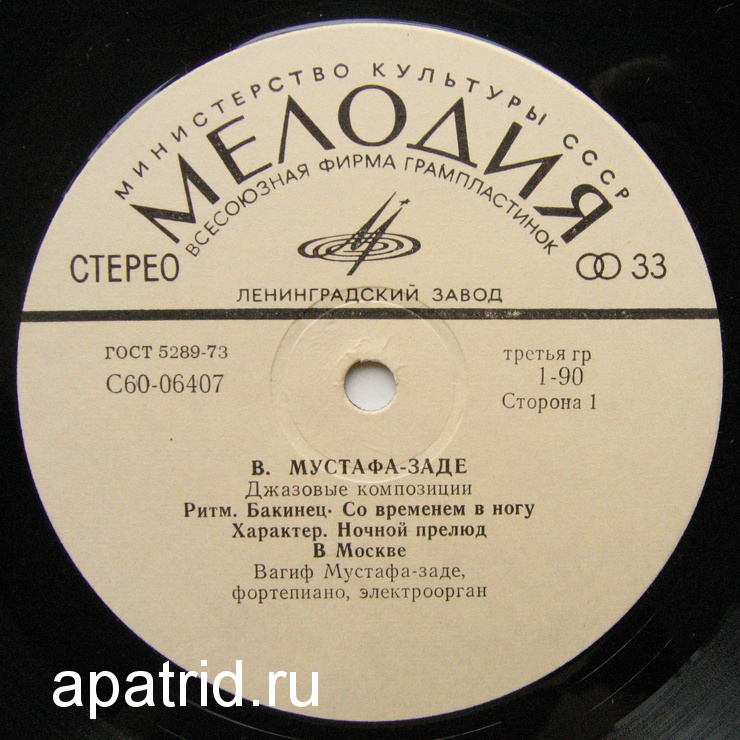 МИНИСТЕРСТВО КУЛЬТУРЫ СССР
МЕЛОДИЯ
ВСЕСОЮЗНАЯ ФИРМА ГРАМПЛАСТИНОК
СТЕРЕО
33
ЛЕНИНГРАДСКИЙ ЗАВОД
ГОСТ 5289-73
С60-06407
третья гр
1-90
Сторона 1
В. МУСТАФА-ЗАДЕ
Джазовые композиции
Ритм. Бакинец· Со временем в ногу
Характер. Ночной прелюд
В Москве
Вагиф Мустафа-заде,
фортепиано, электроорган
apatrid.ru